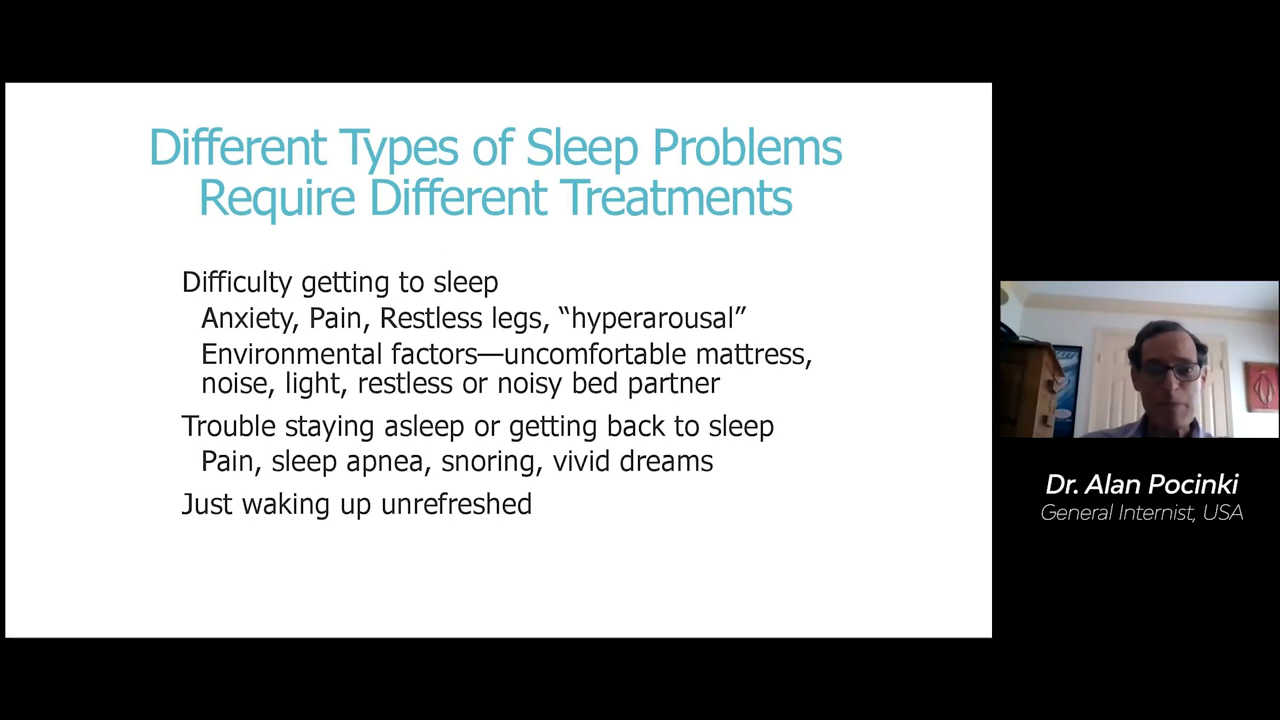 Different Types of Sleep Problems
Require Different Treatments
Difficulty getting to sleep
Anxiety, Pain, Restless legs, “hyperarousal”
Environmental factors—uncomfortable mattress,
noise, light, restless or noisy bed partner
Trouble staying asleep or getting back to sleep
Pain, sleep apnea, snoring, vivid dreams
Just waking up unrefreshed
Dr. Alan Pocinki
General Internist, USA